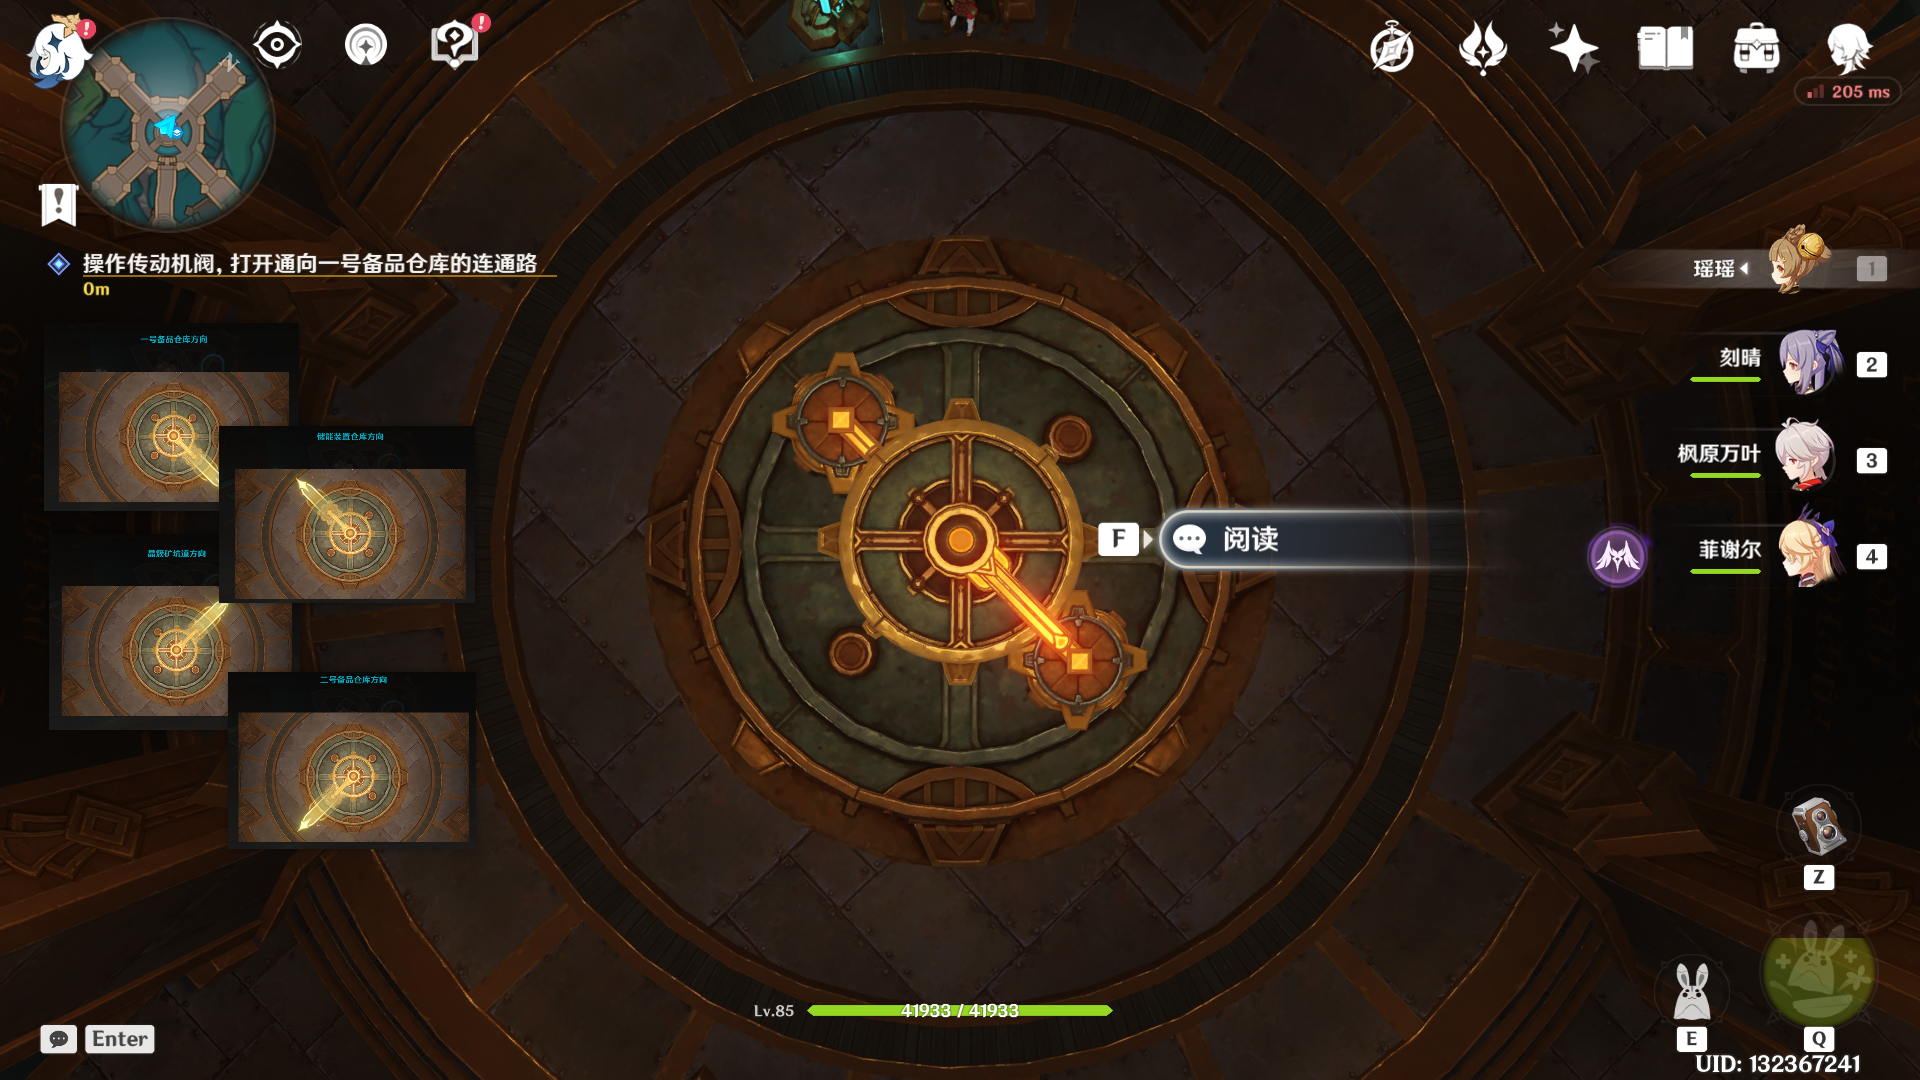 205 ms
操作传动机阀，打开通向一号备品仓库的连通路
0m
一号备品仓库方向
储能装置仓库方向
晶簇矿坑道方向
二号备品仓库方向
瑶瑶
1
刻晴
2
枫原万叶
3
菲谢尔
4
F
阅读
Z
E
Q
Lv.85
41933 / 41933
Enter
UID: 132367241